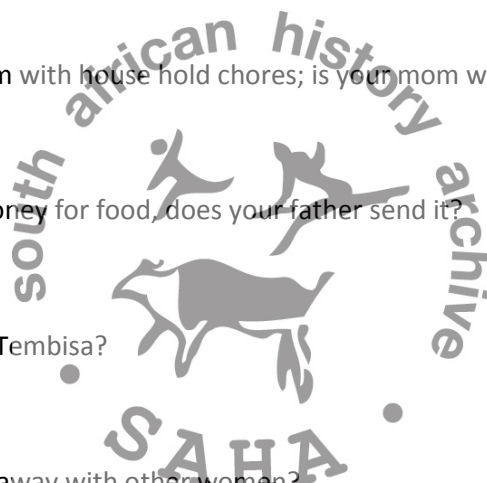 south african history archive
with house hold chores; is your mom w
oney for food, does your father send it?
Tembisa?
away with other women?
SAHA